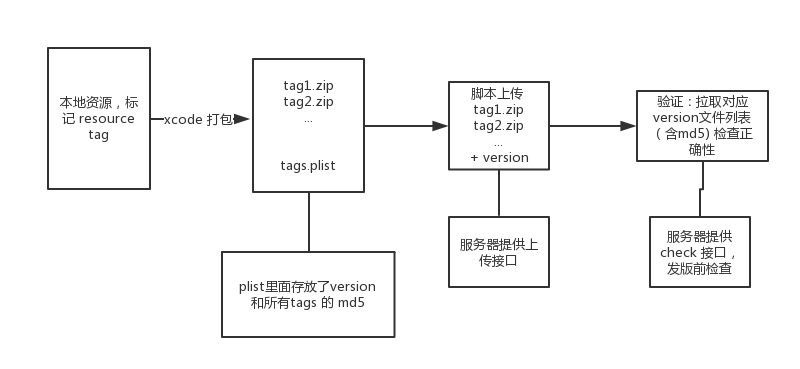 本地资源，标
记 resource
tag
xcode 打包
tag1.zip
tag2.zip
...
tags.plist
plist里面存放了version
和所有tags 的 md5
脚本上传
tag1.zip
tag2.zip
...
+ version
服务器提供上
传接口
验证：拉取对应
version文件列表
（ 含md5) 检查正
确性
服务器提供
check 接口，
发版前检查